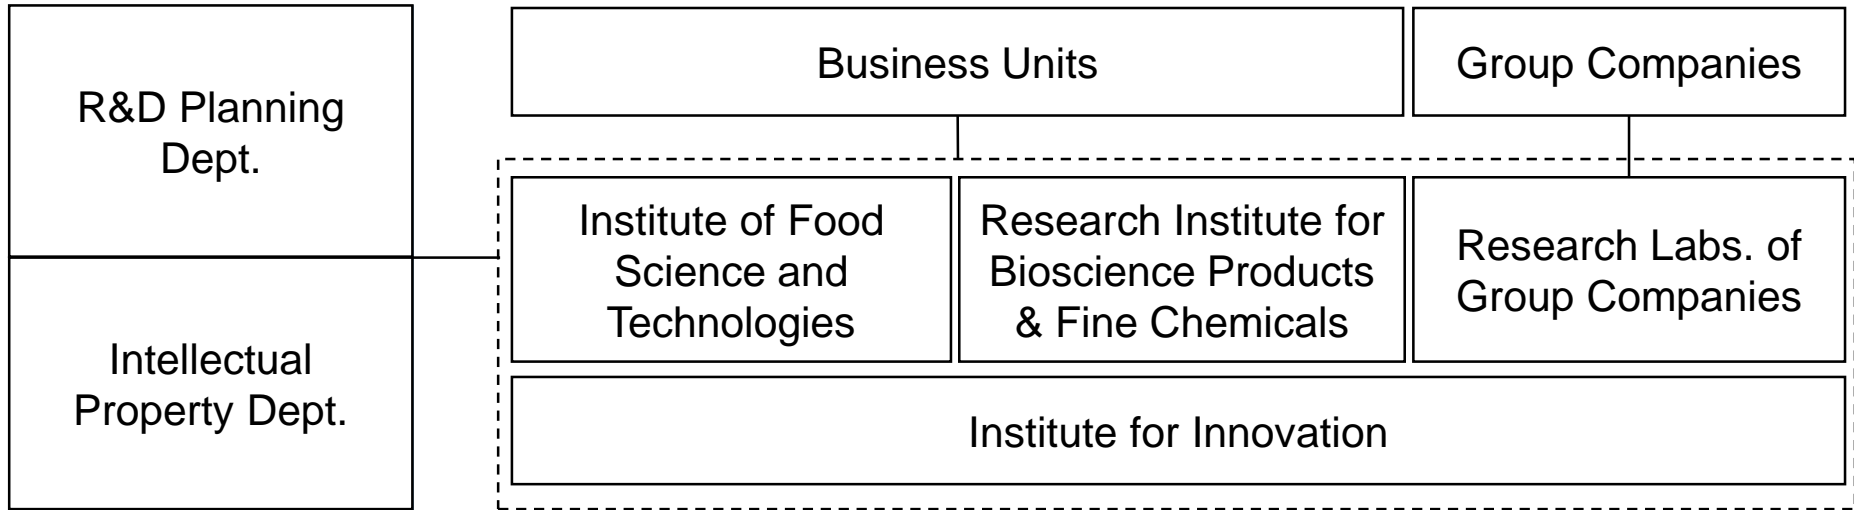 R&D Planning
Dept.
Intellectual
Property Dept.
Business Units
Group Companies
Institute of Food
Science and
Technologies
Research Institute for
Bioscience Products
& Fine Chemicals
Research Labs. of
Group Companies
Institute for Innovation